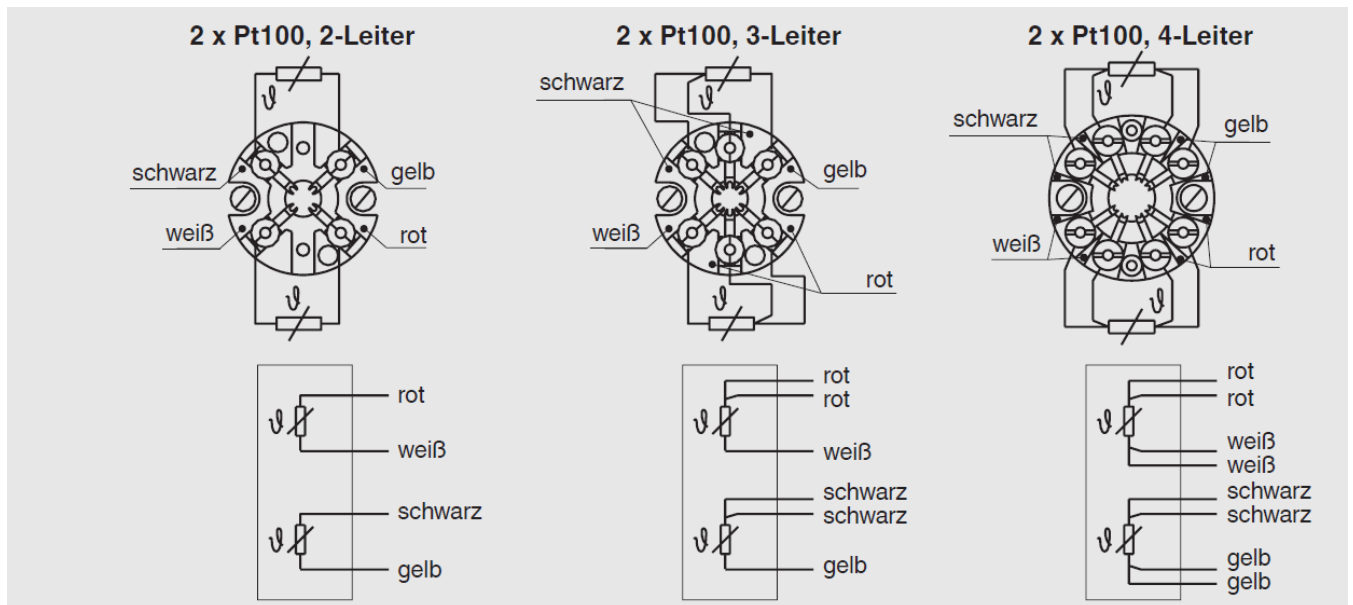 2 x Pt100, 2-Leiter
ϑ
schwarz
gelb
weiß
rot
ϑ
ϑ
rot
weiß
ϑ
schwarz
gelb
2 x Pt100, 3-Leiter
schwarz
ϑ
gelb
weiß
rot
ϑ
ϑ
rot
rot
weiß
ϑ
schwarz
schwarz
gelb
2 x Pt100, 4-Leiter
ϑ
schwarz
gelb
weiß
rot
ϑ
ϑ
rot
rot
weiß
weiß
ϑ
schwarz
schwarz
gelb
gelb